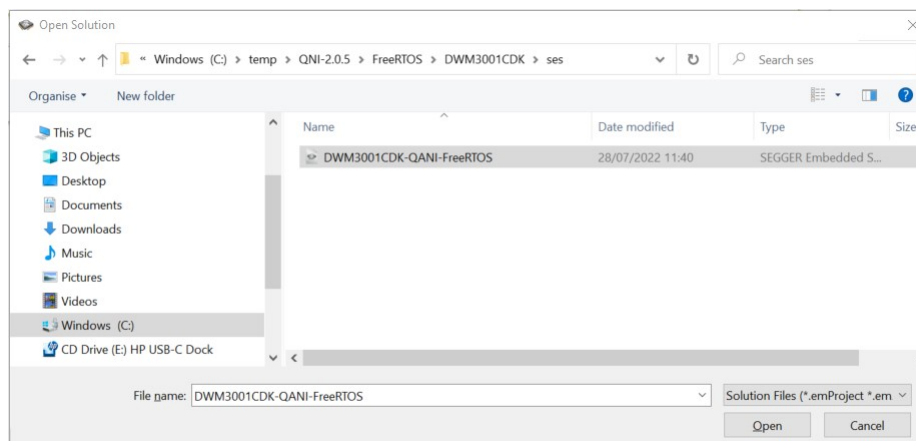 Open Solution
« Windows (C:) > temp > QNI-2.0.5 > FreeRTOS > DWM3001CDK > ses
Search ses
Organise
New folder
This PC
3D Objects
Desktop
Documents
Downloads
Music
Pictures
Videos
Windows (C:)
CD Drive (E:) HP USB-C Dock
Name Date modified Type Size
DWM3001CDK-QANI-FreeRTOS 28/07/2022 11:40 SEGGER Embedded S...
File name: DWM3001CDK-QANI-FreeRTOS
Solution Files (*.emProject *.em
Open Cancel